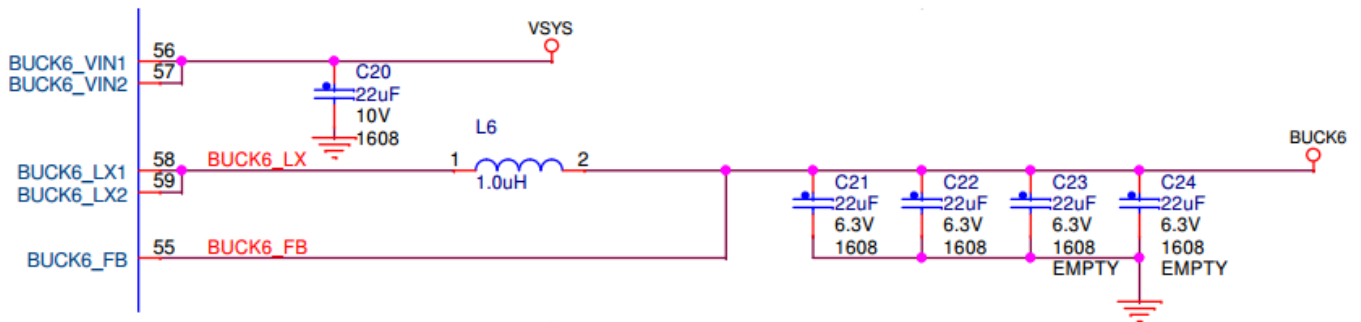 VSYS
BUCK6_VIN1 56
BUCK6_VIN2 57
C20
22uF
10V
1608
L6
BUCK6
BUCK6_LX1 58 BUCK6_LX 1 2
BUCK6_LX2 59
1.0uH
C21 C22 C23 C24
22uF 22uF 22uF 22uF
6.3V 6.3V 6.3V 6.3V
1608 1608 1608 1608
EMPTY EMPTY
BUCK6_FB 55 BUCK6_FB